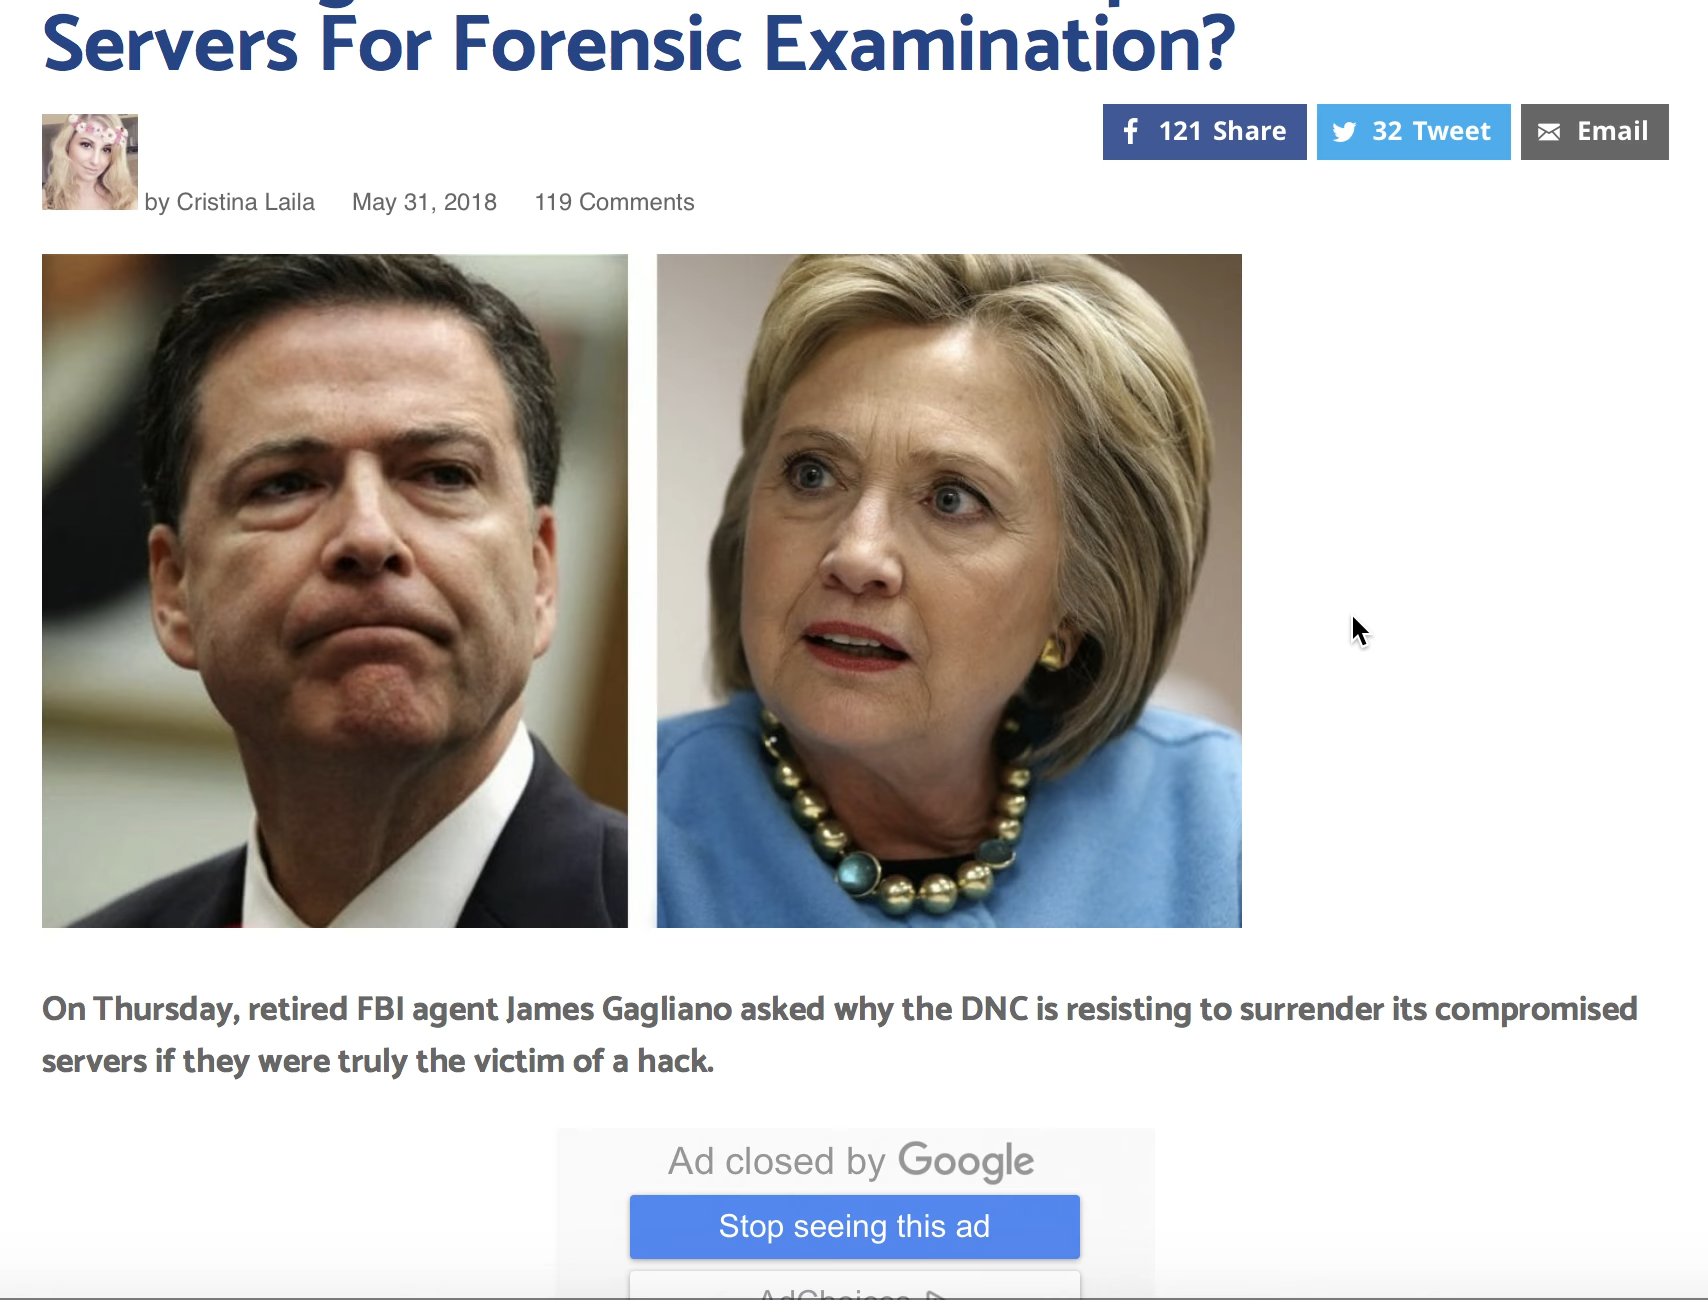 Servers For Forensic Examination?
121 Share
32 Tweet
Email
by Cristina Laila May 31, 2018 119 Comments
On Thursday, retired FBI agent James Gagliano asked why the DNC is resisting to surrender its compromised
servers if they were truly the victim of a hack.
Ad closed by Google
Stop seeing this ad
AdChoices